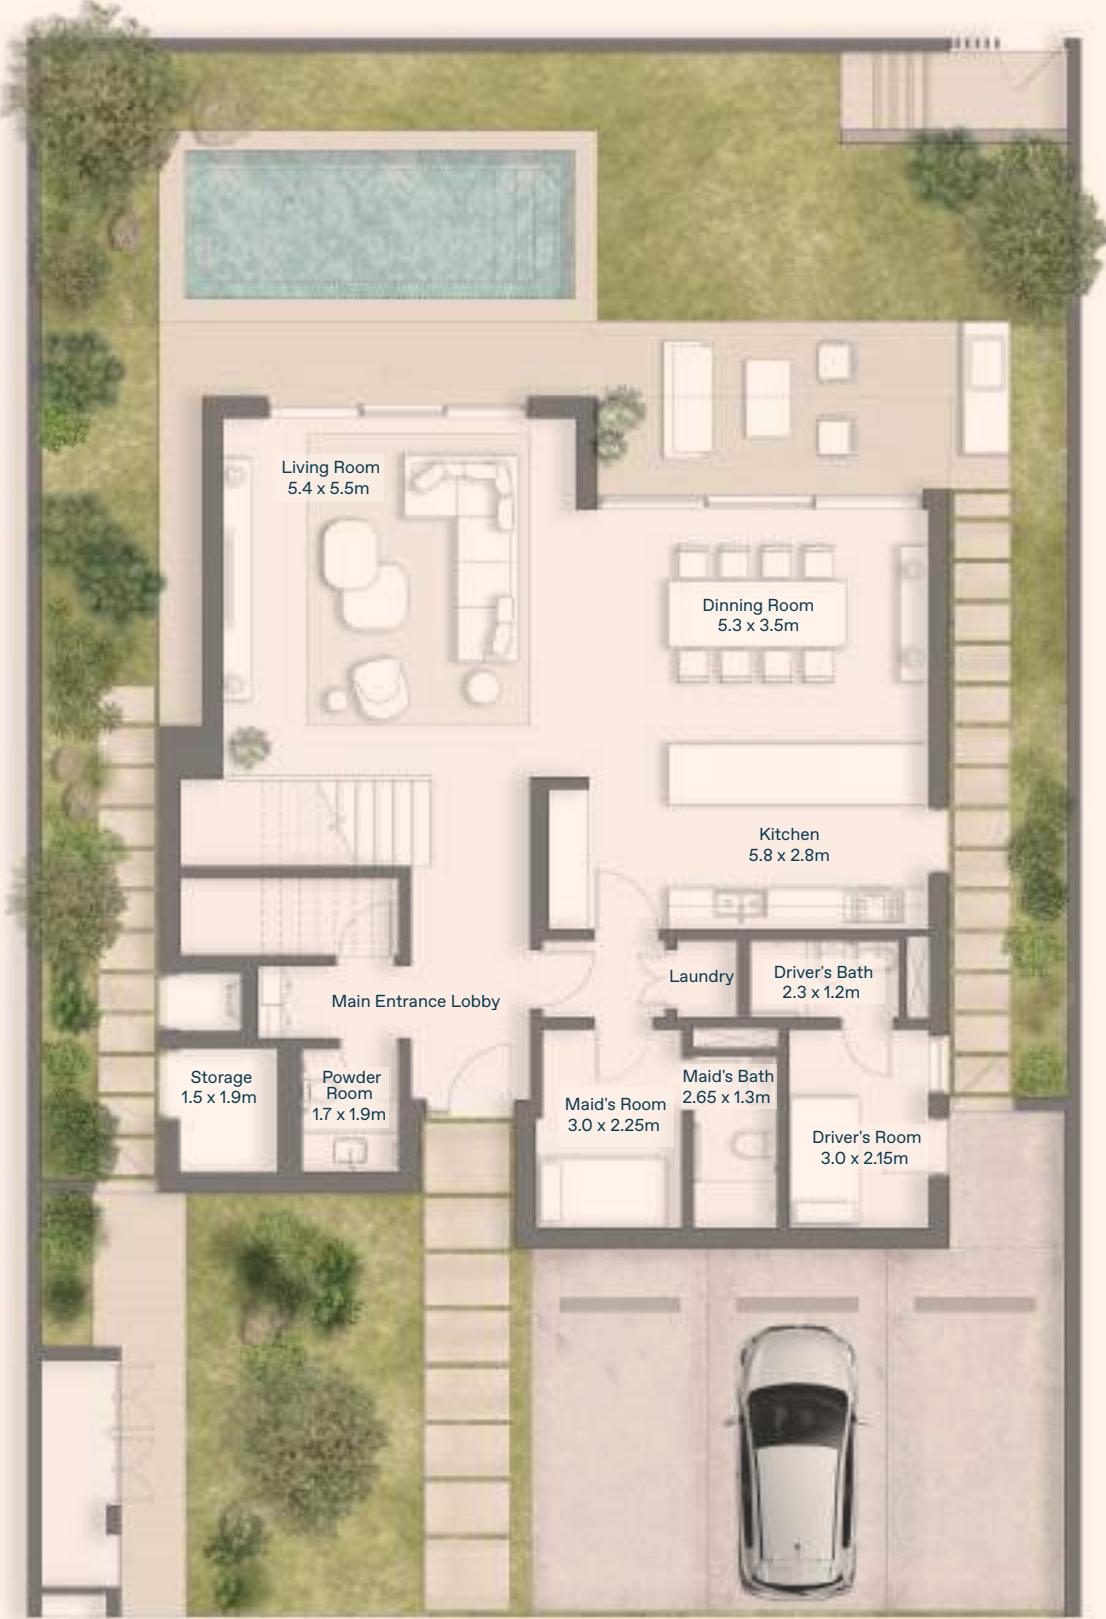 Living Room
5.4 x 5.5m
Dinning Room
5.3 x 3.5m
Kitchen
5.8 x 2.8m
Laundry
Driver's Bath
2.3 x 1.2m
Main Entrance Lobby
Storage
1.5 x 1.9m
Powder
Room
1.7 x 1.9m
Maid's Bath
2.65 x 1.3m
Maid's Room
3.0 x 2.25m
Driver's Room
3.0 x 2.15m